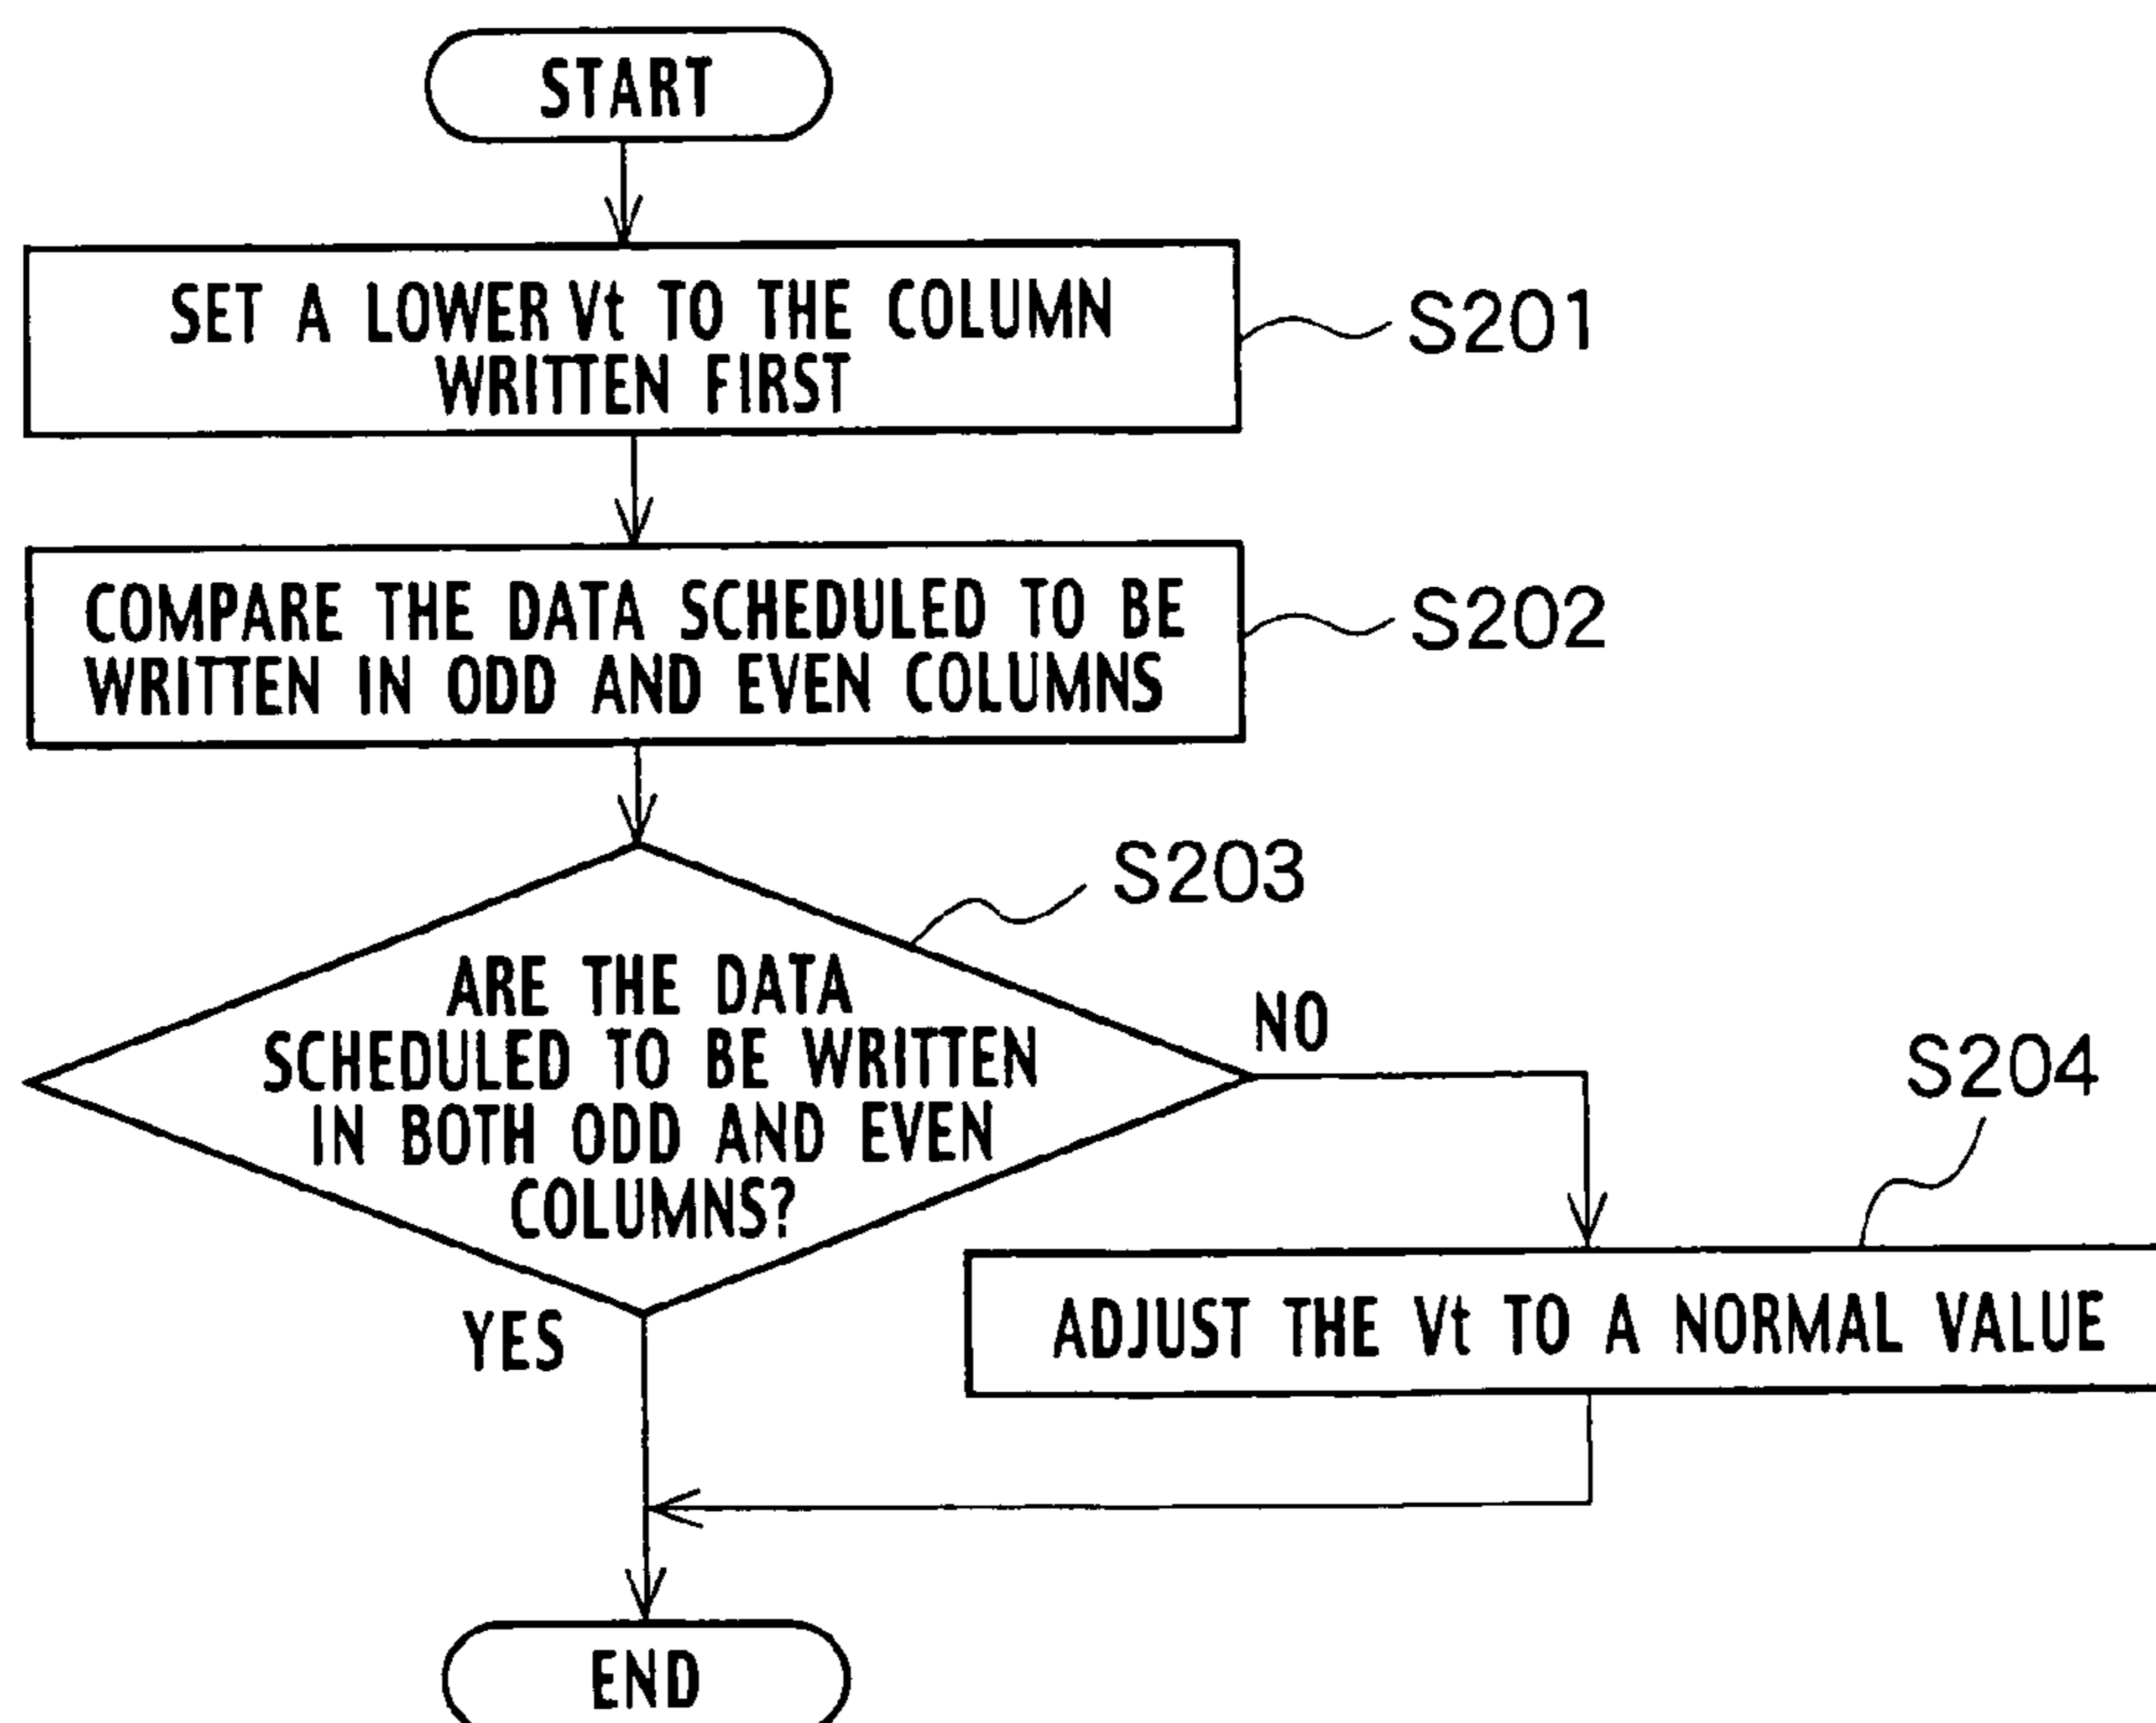 START
SET A LOWER Vt TO THE COLUMN
WRITTEN FIRST
S201
COMPARE THE DATA SCHEDULED TO BE
WRITTEN IN ODD AND EVEN COLUMNS
S202
S203
ARE THE DATA
SCHEDULED TO BE WRITTEN
IN BOTH ODD AND EVEN
COLUMNS?
NO
S204
YES
ADJUST THE Vt TO A NORMAL VALUE
END